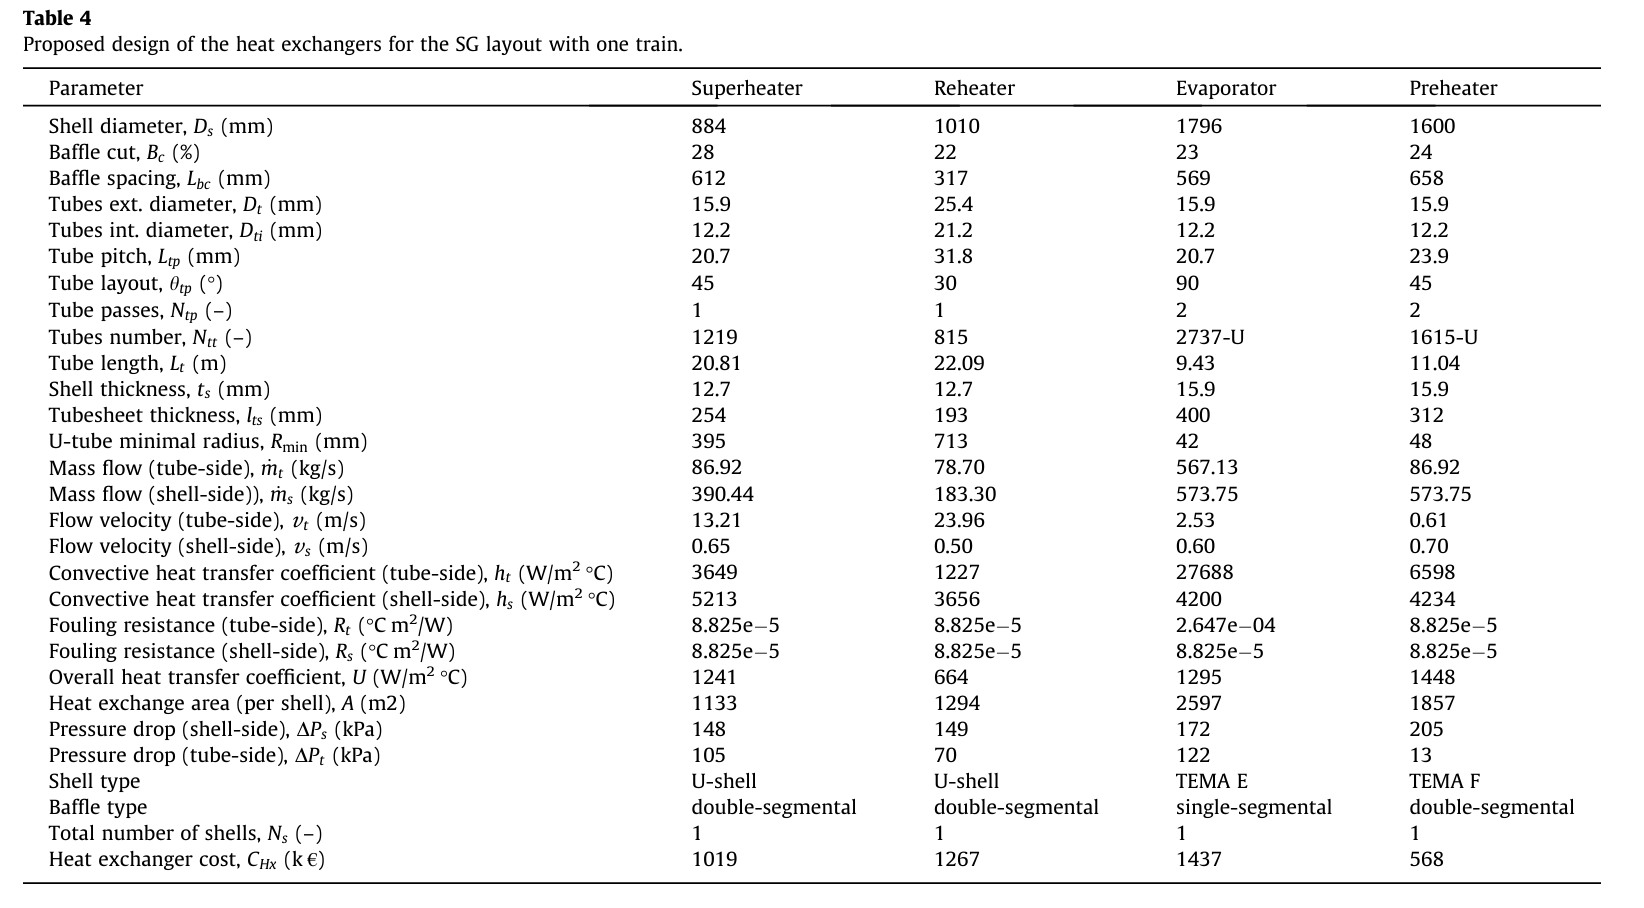 Table 4
Proposed design of the heat exchangers for the SG layout with one train.
Parameter Superheater Reheater Evaporator Preheater
Shell diameter, Ds (mm) 884 1010 1796 1600
Baffle cut, Bc (%) 28 22 23 24
Baffle spacing, Lbc (mm) 612 317 569 658
Tubes ext. diameter, Dt (mm) 15.9 25.4 15.9 15.9
Tubes int. diameter, Dti (mm) 12.2 21.2 12.2 12.2
Tube pitch, Ltp (mm) 20.7 31.8 20.7 23.9
Tube layout, θtp (°) 45 30 90 45
Tube passes, Ntp (–) 1 1 2 2
Tubes number, Ntt (–) 1219 815 2737-U 1615-U
Tube length, Lt (m) 20.81 22.09 9.43 11.04
Shell thickness, ts (mm) 12.7 12.7 15.9 15.9
Tubesheet thickness, lts (mm) 254 193 400 312
U-tube minimal radius, Rmin (mm) 395 713 42 48
Mass flow (tube-side), ṁt (kg/s) 86.92 78.70 567.13 86.92
Mass flow (shell-side)), ṁs (kg/s) 390.44 183.30 573.75 573.75
Flow velocity (tube-side), vt (m/s) 13.21 23.96 2.53 0.61
Flow velocity (shell-side), vs (m/s) 0.65 0.50 0.60 0.70
Convective heat transfer coefficient (tube-side), ht (W/m² °C) 3649 1227 27688 6598
Convective heat transfer coefficient (shell-side), hs (W/m² °C) 5213 3656 4200 4234
Fouling resistance (tube-side), Rt (°C m²/W) 8.825e−5 8.825e−5 2.647e−04 8.825e−5
Fouling resistance (shell-side), Rs (°C m²/W) 8.825e−5 8.825e−5 8.825e−5 8.825e−5
Overall heat transfer coefficient, U (W/m² °C) 1241 664 1295 1448
Heat exchange area (per shell), A (m2) 1133 1294 2597 1857
Pressure drop (shell-side), ΔPs (kPa) 148 149 172 205
Pressure drop (tube-side), ΔPt (kPa) 105 70 122 13
Shell type U-shell U-shell TEMA E TEMA F
Baffle type double-segmental double-segmental single-segmental double-segmental
Total number of shells, Ns (–) 1 1 1 1
Heat exchanger cost, CHx (k €) 1019 1267 1437 568